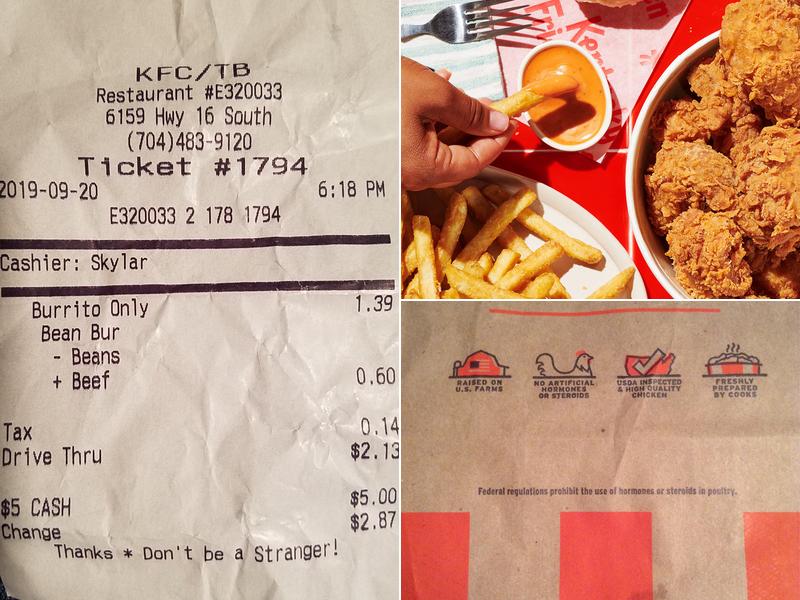 KFC/TB
Restaurant #E320033
6159 Hwy 16 South
(704)483-9120
Ticket #1794
2019-09-20 6:18 PM
E320033 2 178 1794
Cashier: Skylar
Burrito Only 1.39
Bean Bur
- Beans
+ Beef 0.60
Tax 0.14
Drive Thru $2.13
$5 CASH $5.00
Change $2.87
Thanks * Don't be a Stranger!
RAISED ON
U.S. FARMS
NO ARTIFICIAL
HORMONES
OR STEROIDS
USDA INSPECTED
& HIGH QUALITY
CHICKEN
FRESHLY
PREPARED
BY COOKS
Federal regulations prohibit the use of hormones or steroids in poultry.